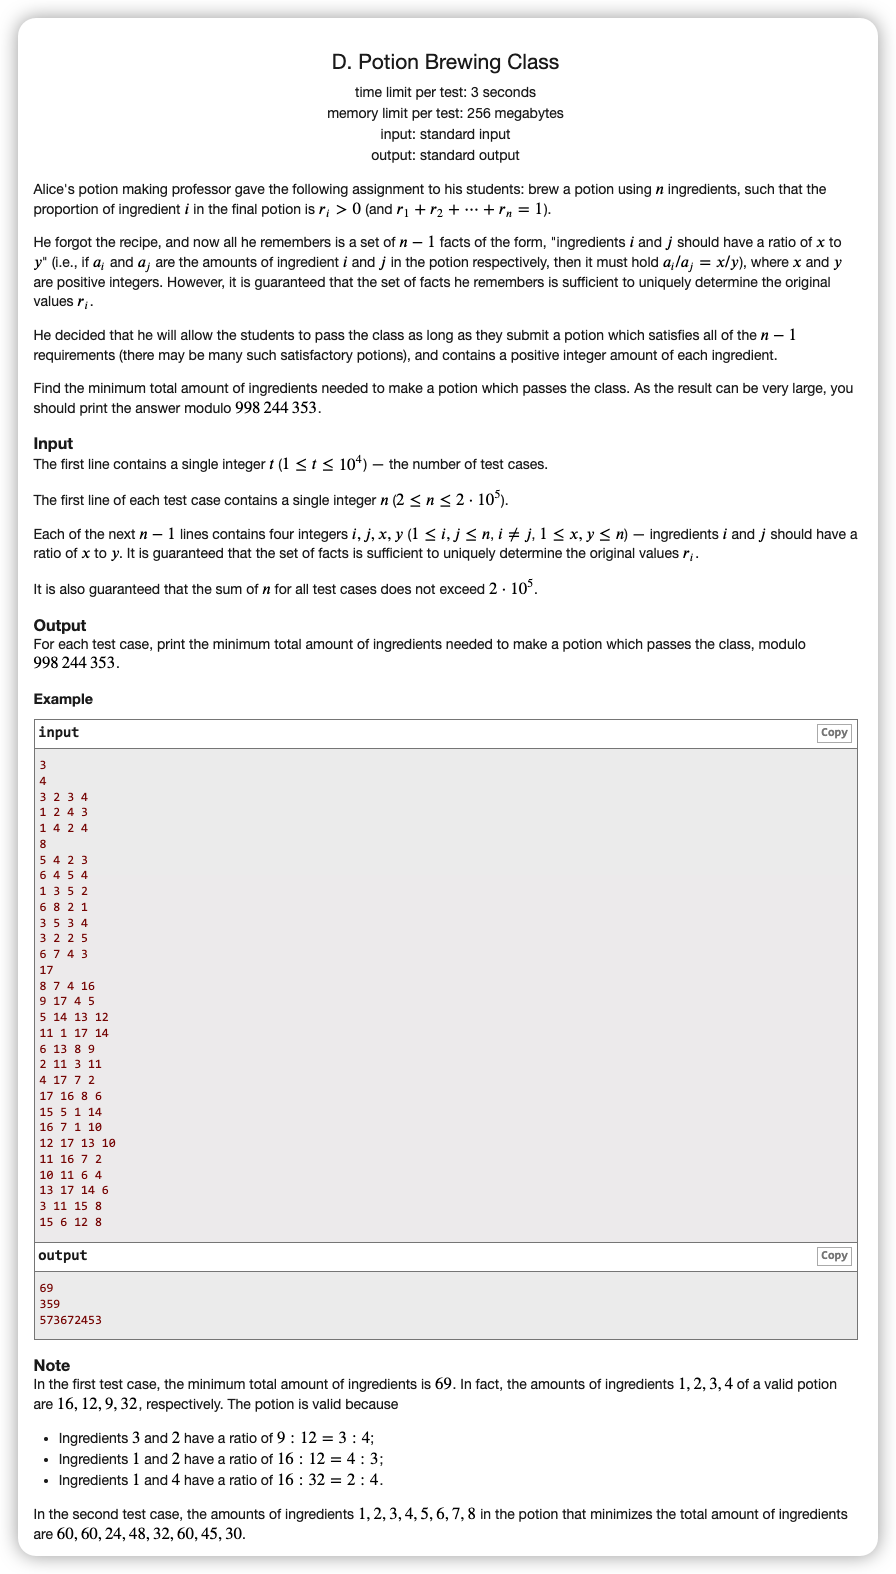 D. Potion Brewing Class
time limit per test: 3 seconds
memory limit per test: 256 megabytes
input: standard input
output: standard output
Alice's potion making professor gave the following assignment to his students: brew a potion using n ingredients, such that the
proportion of ingredient i in the final potion is r_i > 0 (and r_1 + r_2 + ⋯ + r_n = 1).
He forgot the recipe, and now all he remembers is a set of n − 1 facts of the form, "ingredients i and j should have a ratio of x to
y" (i.e., if a_i and a_j are the amounts of ingredient i and j in the potion respectively, then it must hold a_i/a_j = x/y), where x and y
are positive integers. However, it is guaranteed that the set of facts he remembers is sufficient to uniquely determine the original
values r_i.
He decided that he will allow the students to pass the class as long as they submit a potion which satisfies all of the n − 1
requirements (there may be many such satisfactory potions), and contains a positive integer amount of each ingredient.
Find the minimum total amount of ingredients needed to make a potion which passes the class. As the result can be very large, you
should print the answer modulo 998 244 353.
Input
The first line contains a single integer t (1 ≤ t ≤ 10^4) — the number of test cases.
The first line of each test case contains a single integer n (2 ≤ n ≤ 2 · 10^5).
Each of the next n − 1 lines contains four integers i, j, x, y (1 ≤ i, j ≤ n, i ≠ j, 1 ≤ x, y ≤ n) — ingredients i and j should have a
ratio of x to y. It is guaranteed that the set of facts is sufficient to uniquely determine the original values r_i.
It is also guaranteed that the sum of n for all test cases does not exceed 2 · 10^5.
Output
For each test case, print the minimum total amount of ingredients needed to make a potion which passes the class, modulo
998 244 353.
Example
input Copy
3
4
3 2 3 4
1 2 4 3
1 4 2 4
8
5 4 2 3
6 4 5 4
1 3 5 2
6 8 2 1
3 5 3 4
3 2 2 5
6 7 4 3
17
8 7 4 16
9 17 4 5
5 14 13 12
11 1 17 14
6 13 8 9
2 11 3 11
4 17 7 2
17 16 8 6
15 5 1 14
16 7 1 10
12 17 13 10
11 16 7 2
10 11 6 4
13 17 14 6
3 11 15 8
15 6 12 8
output Copy
69
359
573672453
Note
In the first test case, the minimum total amount of ingredients is 69. In fact, the amounts of ingredients 1, 2, 3, 4 of a valid potion
are 16, 12, 9, 32, respectively. The potion is valid because
• Ingredients 3 and 2 have a ratio of 9 : 12 = 3 : 4;
• Ingredients 1 and 2 have a ratio of 16 : 12 = 4 : 3;
• Ingredients 1 and 4 have a ratio of 16 : 32 = 2 : 4.
In the second test case, the amounts of ingredients 1, 2, 3, 4, 5, 6, 7, 8 in the potion that minimizes the total amount of ingredients
are 60, 60, 24, 48, 32, 60, 45, 30.